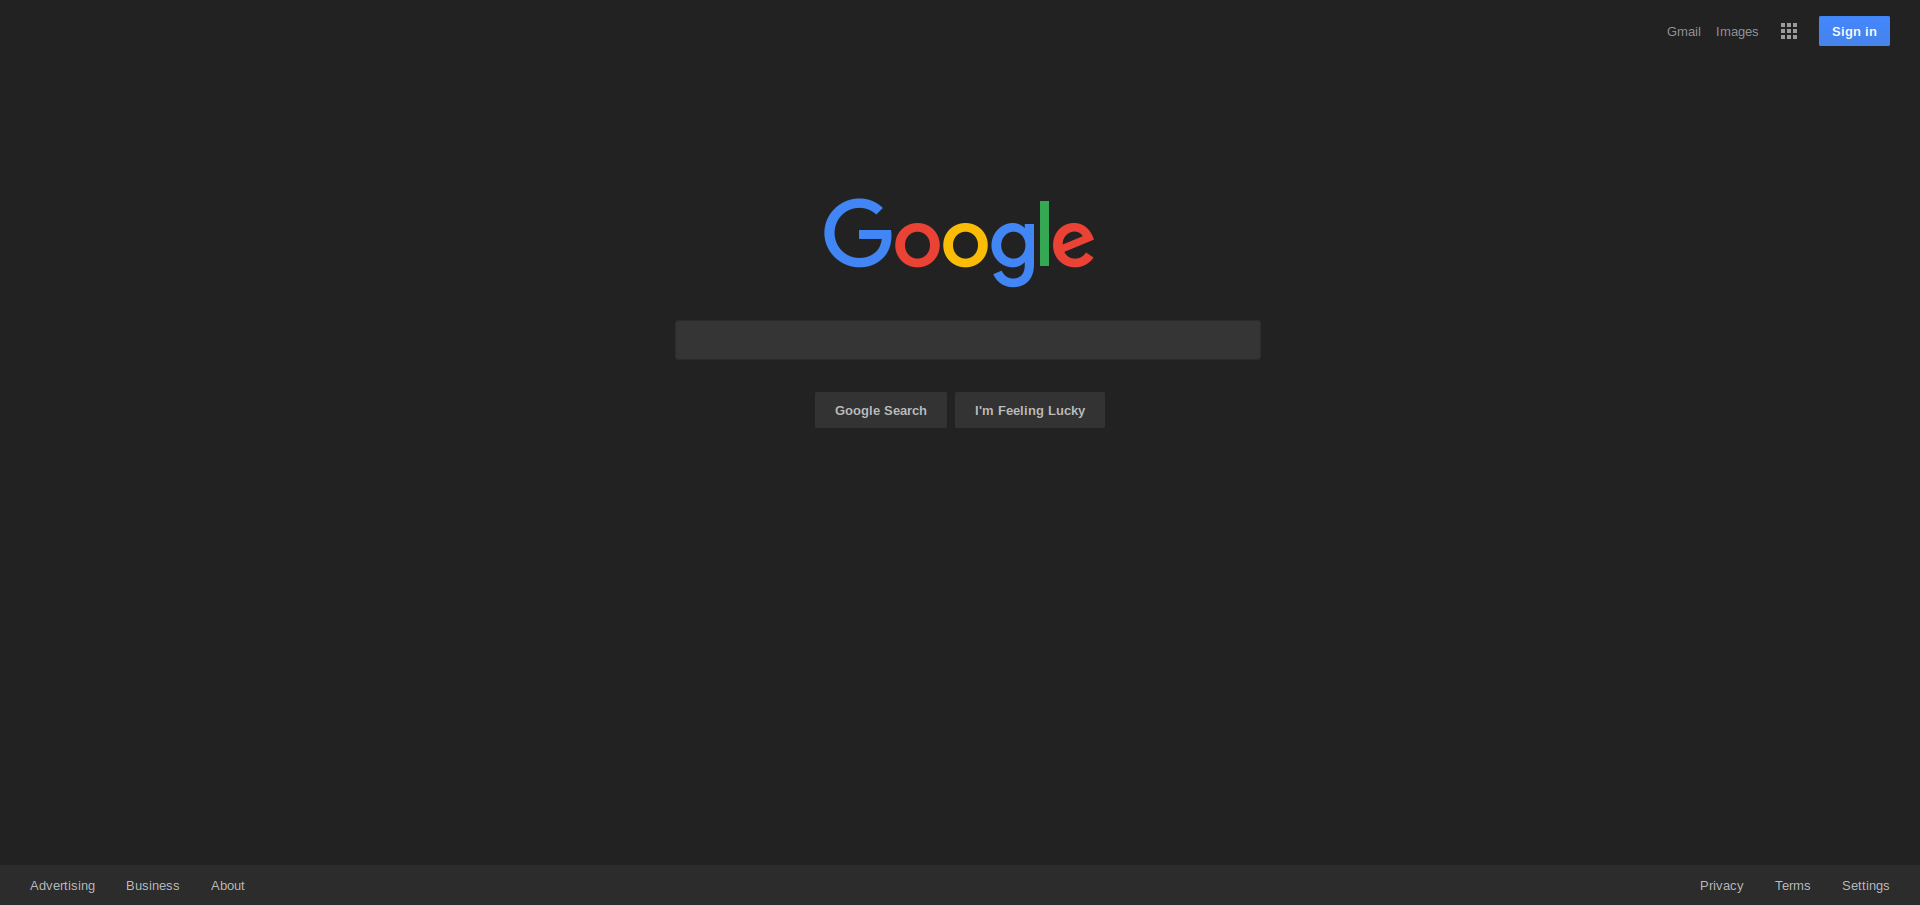 Gmail Images Sign in
Google
Google Search I'm Feeling Lucky
Advertising Business About Privacy Terms Settings